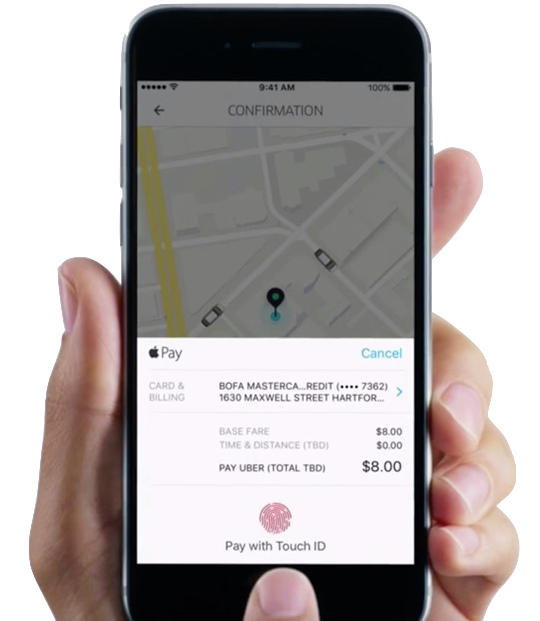 9:41 AM 100%
CONFIRMATION
Pay Cancel
CARD & BILLING BOFA MASTERCA...REDIT (•••• 7362)
1630 MAXWELL STREET HARTFOR...
BASE FARE $8.00
TIME & DISTANCE (TBD) $0.00
PAY UBER (TOTAL TBD) $8.00
Pay with Touch ID